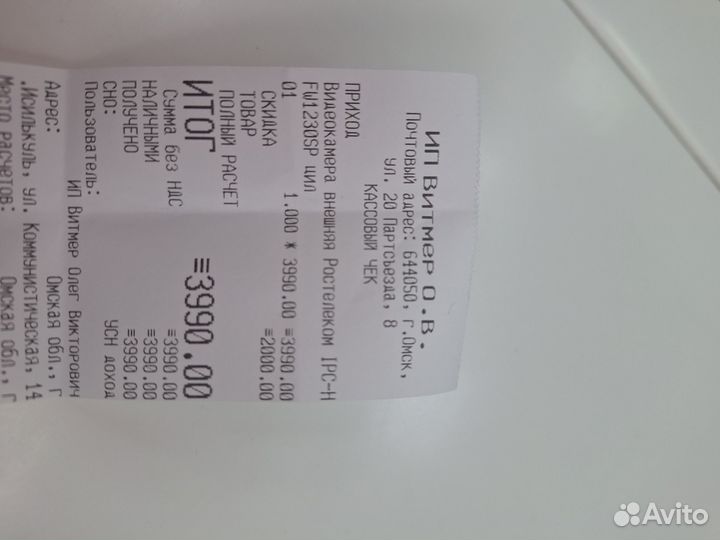 ИП Витмер О.В.
Почтовый адрес: 644050, г.Омск,
ул. 20 Партсъезда, 8
КАССОВЫЙ ЧЕК
ПРИХОД
Видеокамера внешняя Ростелеком IPC-H
FW1230SP цил
01 1.000 * 3990.00 ≡3990.00
СКИДКА ≡2000.00
ТОВАР
ПОЛНЫЙ РАСЧЕТ
ИТОГ ≡3990.00
Сумма без НДС ≡3990.00
НАЛИЧНЫМИ ≡3990.00
ПОЛУЧЕНО ≡3990.00
СНО: УСН доход
Пользователь:
ИП Витмер Олег Викторович
Адрес: Омская обл., Г
.Исилькуль, ул. Коммунистическая, 14
Место расчетов: Омская обл., Г
Avito